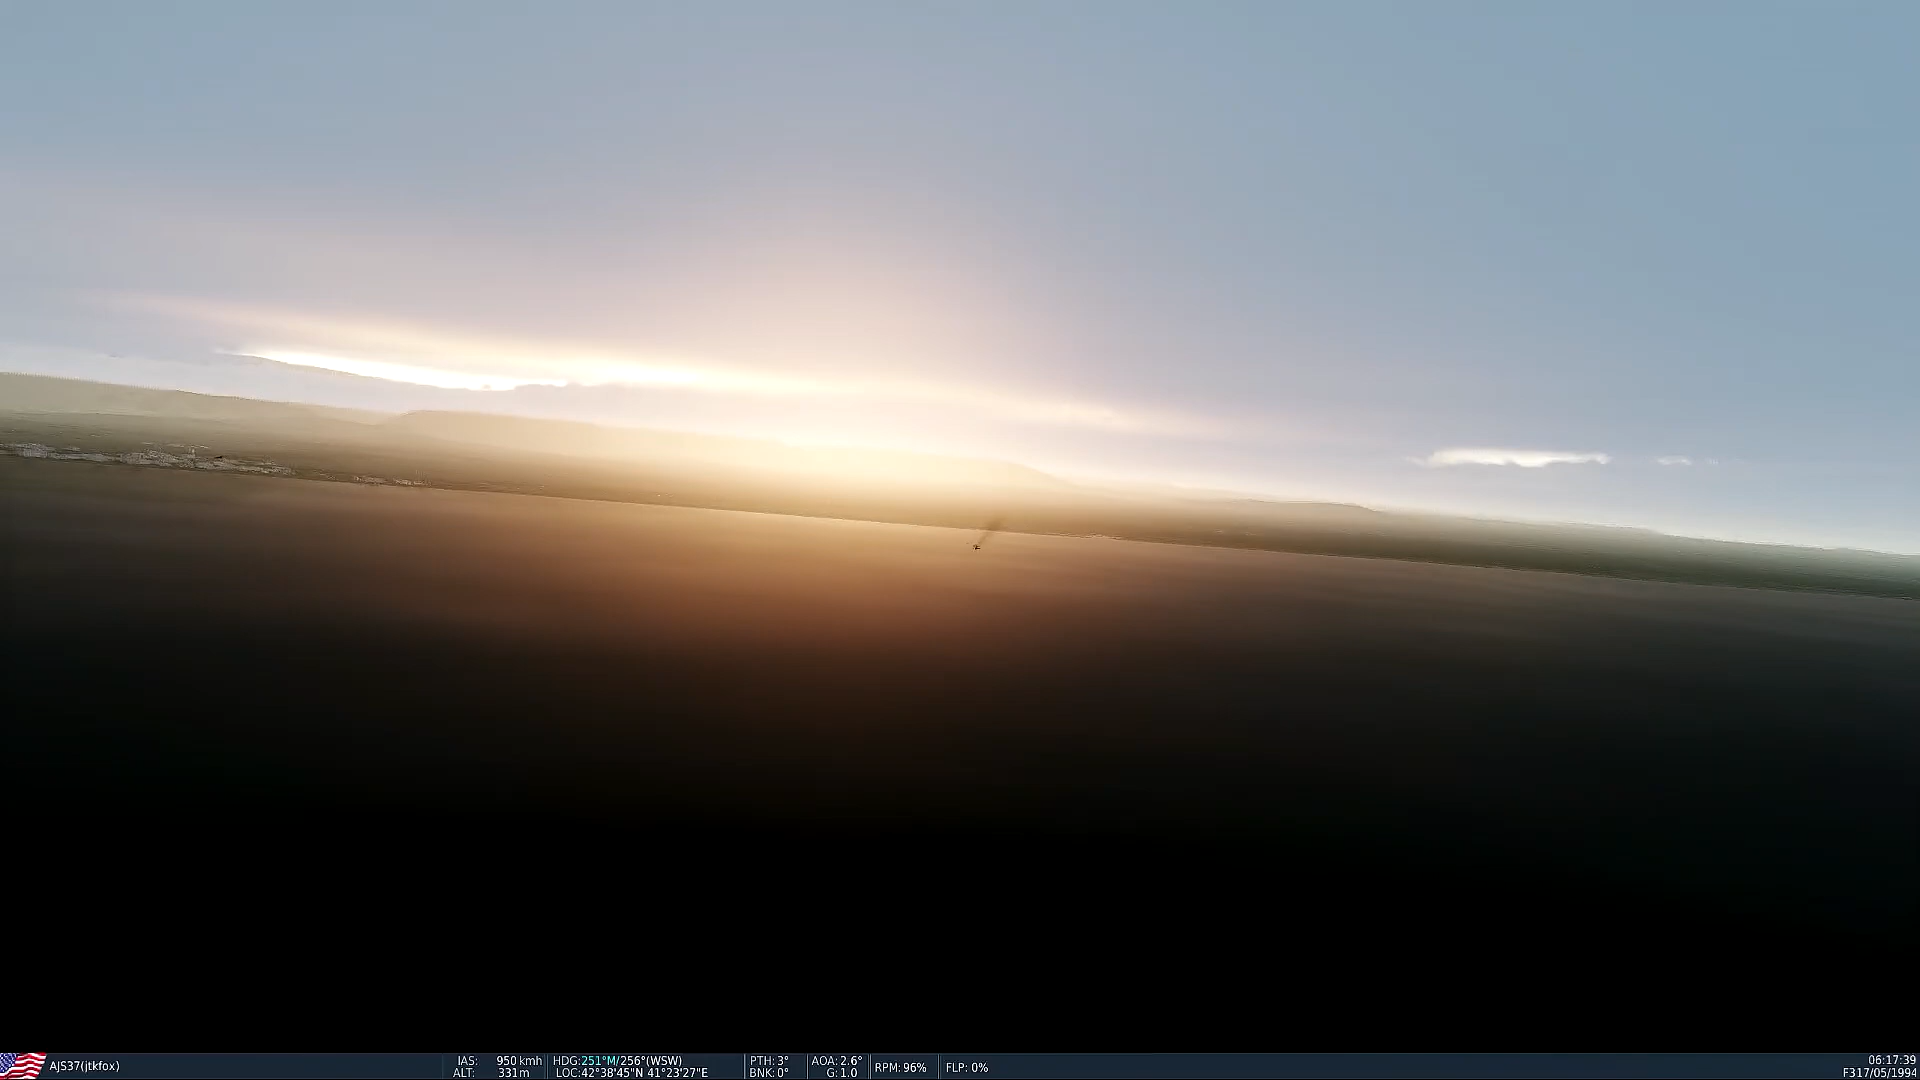 AJS37(jtkfox)
IAS: 950 kmh
ALT: 331 m
HDG:251°M/256°(WSW)
LOC:42°38'45"N 41°23'27"E
PTH: 3°
BNK: 0°
AOA: 2.6°
G: 1.0
RPM: 96%
FLP: 0%
06:17:39
F317/05/1994